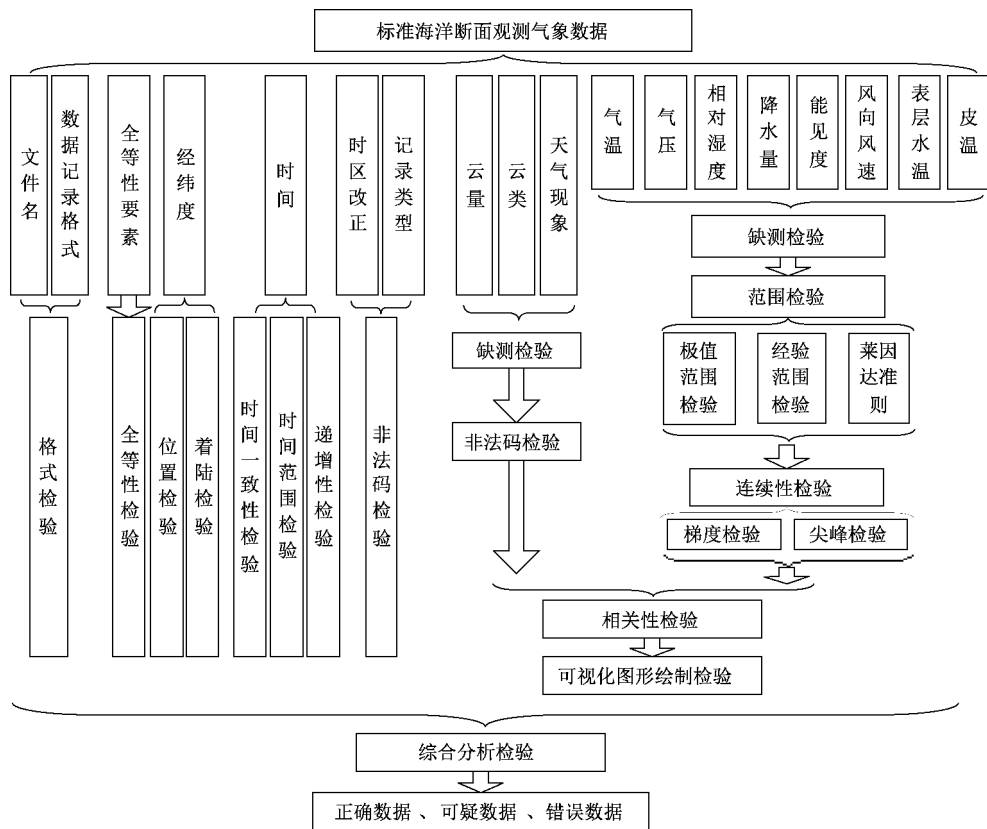 标准海洋断面观测气象数据
文件名
数据记录格式
全等性要素
经纬度
时间
时区改正
记录类型
云量
云类
天气现象
气温
气压
相对湿度
降水量
能见度
风向风速
表层水温
皮温
缺测检验
范围检验
极值
范围
检验
经验
范围
检验
莱因
达准
则
连续性检验
梯度检验
尖峰检验
缺测检验
非法码检验
格式检验
全等性检验
位置检验
着陆检验
时间一致性检验
时间范围检验
递增性检验
非法码检验
相关性检验
可视化图形绘制检验
综合分析检验
正确数据 、可疑数据 、错误数据